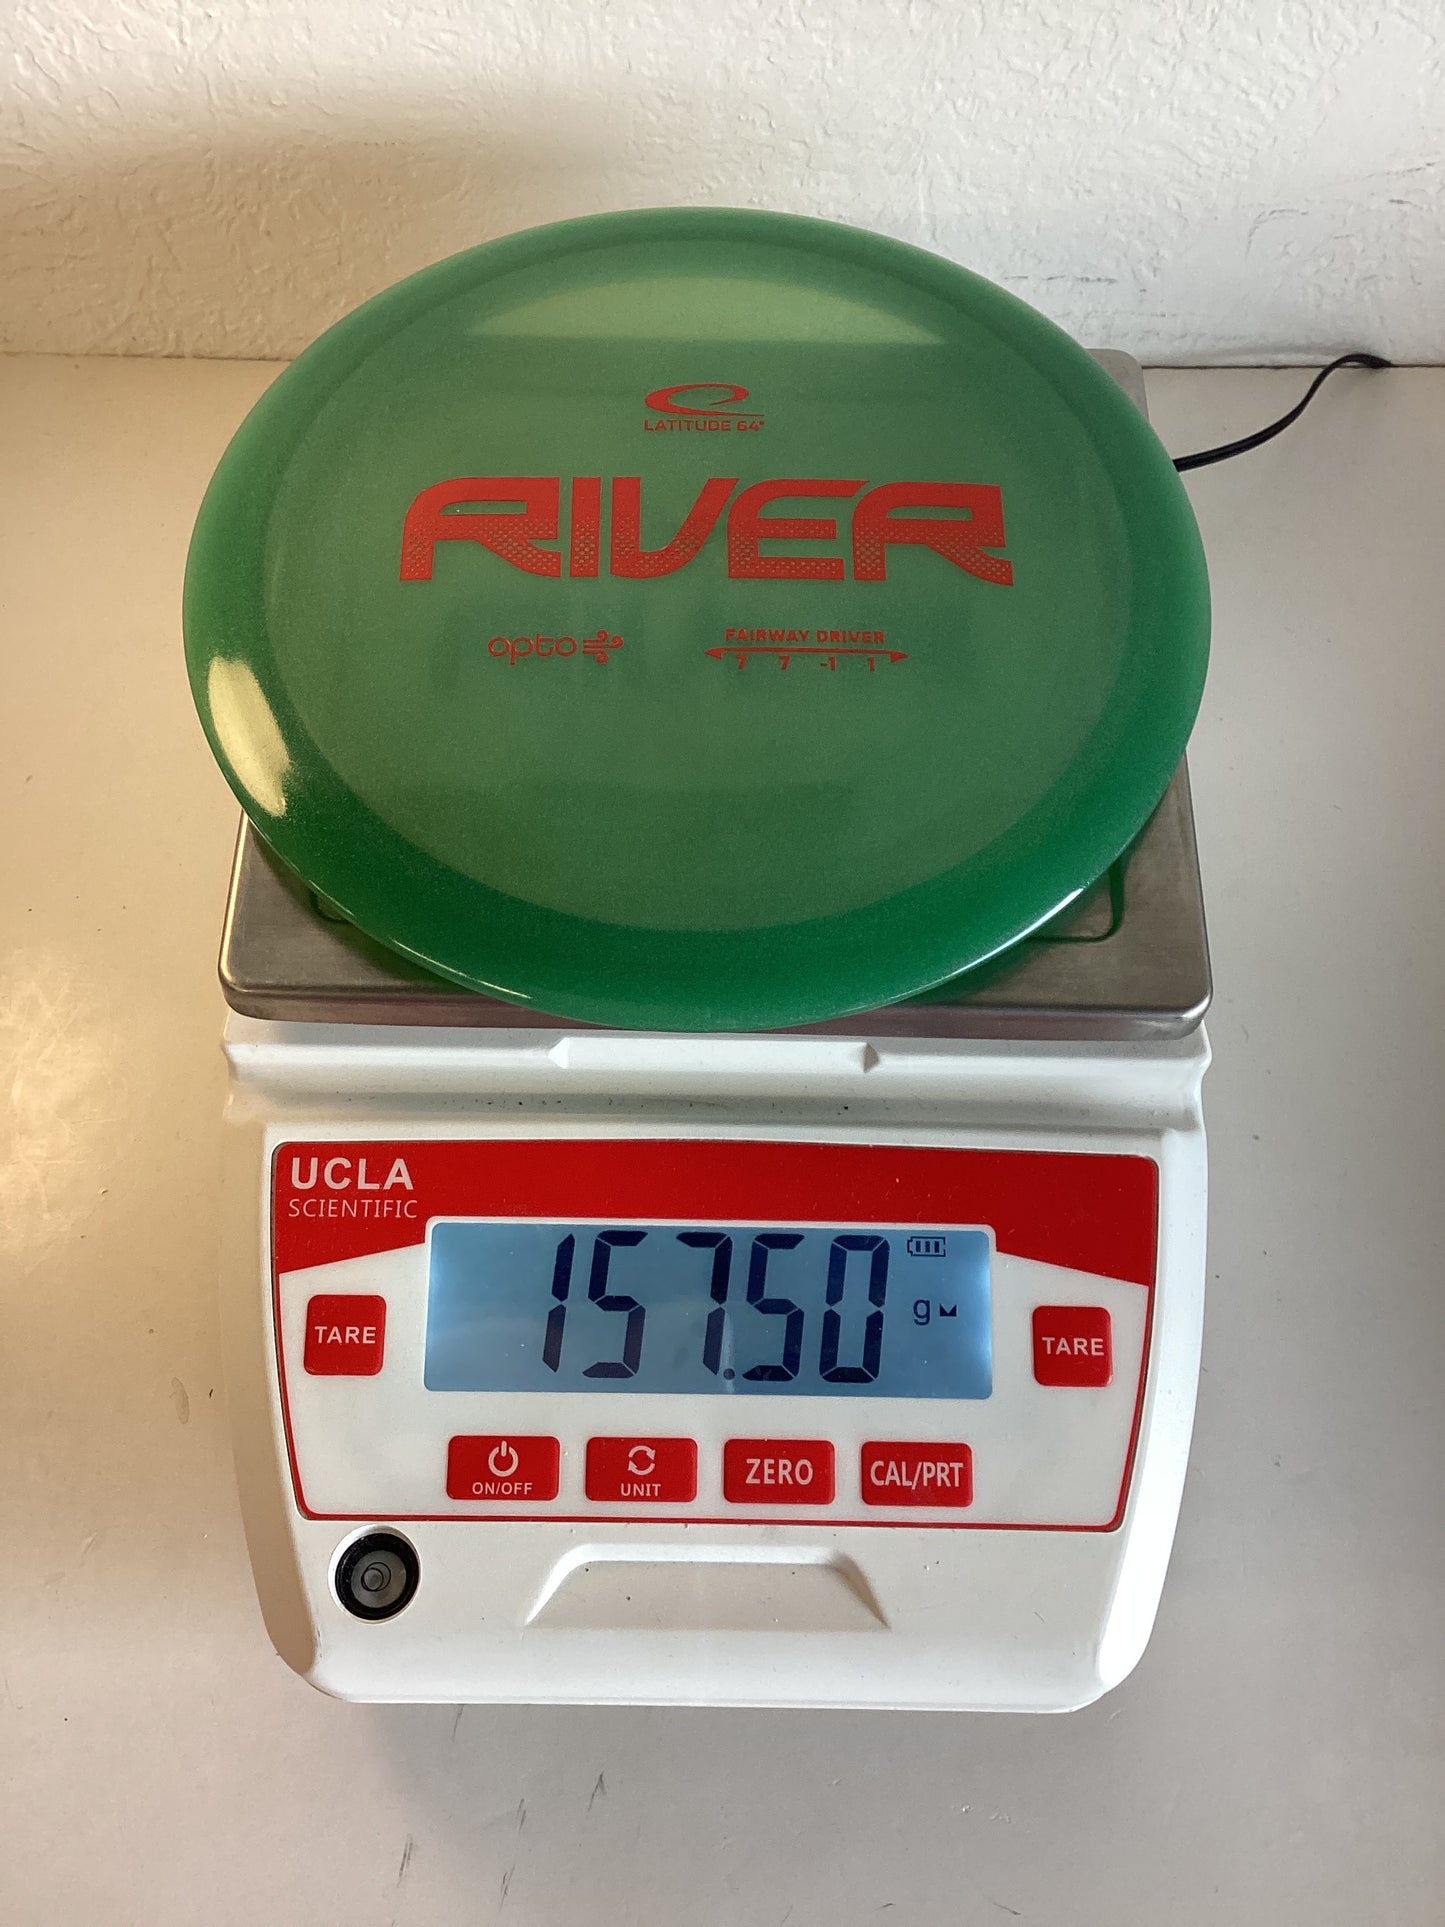 LATITUDE 64°
RIVER
opto
FAIRWAY DRIVER
7 7 -1 1
UCLA
SCIENTIFIC
157.50 g
TARE
TARE
ON/OFF
UNIT
ZERO
CAL/PRT